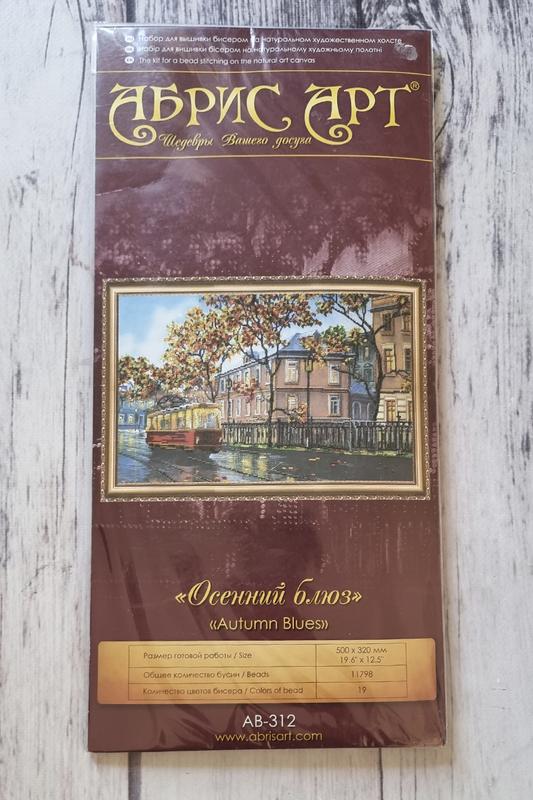 Набор для вышивки бисером на натуральном художественном холсте
Набір для вишивки бісером на натуральному художньому полотні
The kit for a bead stitching on the natural art canvas
АБРИС АРТ®
Шедевры Вашего досуга
«Осенний блюз»
«Autumn Blues»
Размер готовой работы / Size 500 x 320 мм
19.6" x 12.5"
Общее количество бусин / Beads 11798
Количество цветов бисера / Colors of bead 19
АВ-312
www.abrisart.com